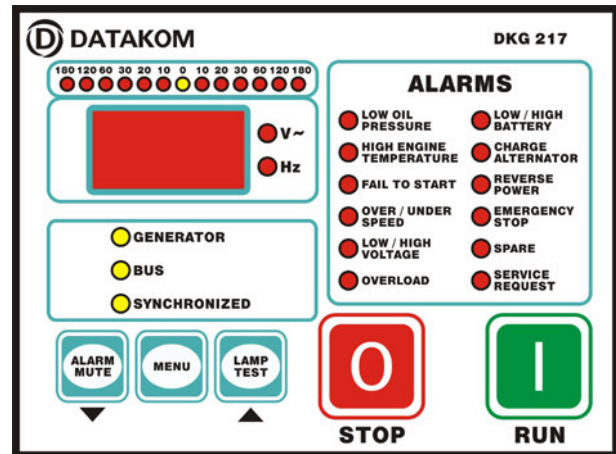 DATAKOM
DKG 217
180 120 60 30 20 10 0 10 20 30 60 120 180
V~
Hz
GENERATOR
BUS
SYNCHRONIZED
ALARMS
LOW OIL
PRESSURE
HIGH ENGINE
TEMPERATURE
FAIL TO START
OVER / UNDER
SPEED
LOW / HIGH
VOLTAGE
OVERLOAD
LOW / HIGH
BATTERY
CHARGE
ALTERNATOR
REVERSE
POWER
EMERGENCY
STOP
SPARE
SERVICE
REQUEST
ALARM
MUTE
MENU
LAMP
TEST
O
I
STOP
RUN